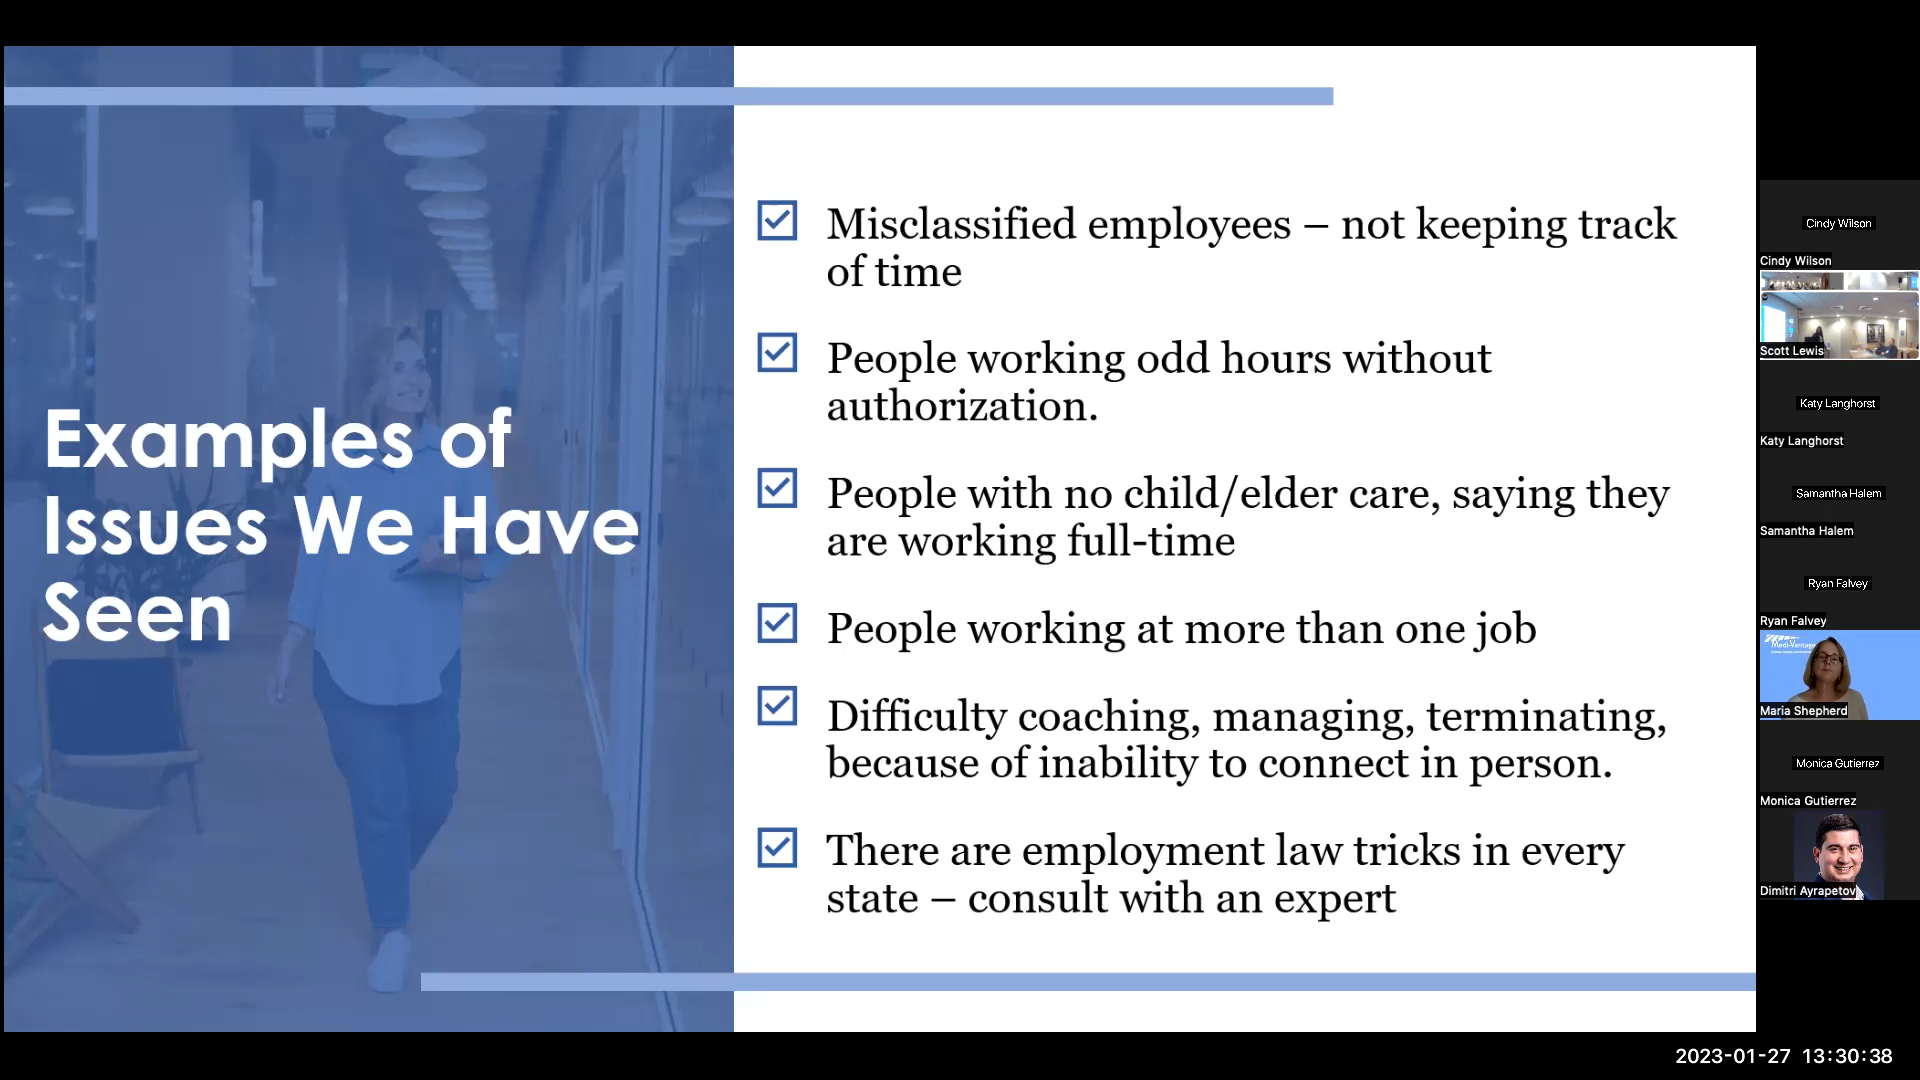 Examples of
Issues We Have
Seen
Misclassified employees – not keeping track
of time
People working odd hours without
authorization.
People with no child/elder care, saying they
are working full-time
People working at more than one job
Difficulty coaching, managing, terminating,
because of inability to connect in person.
There are employment law tricks in every
state – consult with an expert
Cindy Wilson
Cindy Wilson
Scott Lewis
Katy Langhorst
Katy Langhorst
Samantha Halem
Samantha Halem
Ryan Falvey
Ryan Falvey
Medi-Vantage
Maria Shepherd
Monica Gutierrez
Monica Gutierrez
Dimitri Ayrapetov
2023-01-27 13:30:38